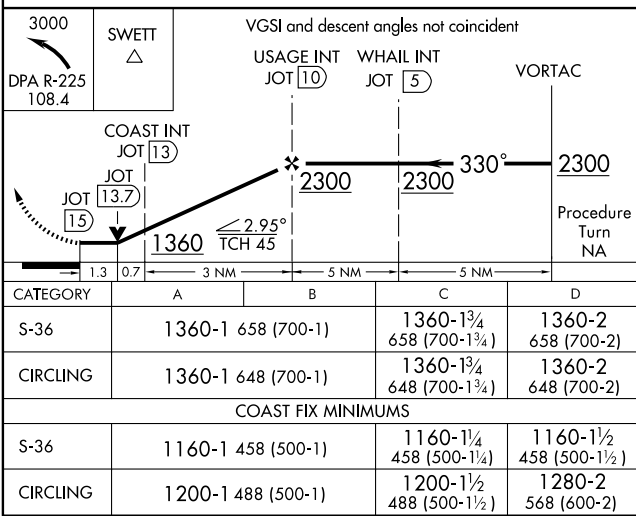 3000
DPA R-225
108.4
SWETT
VGSI and descent angles not coincident
USAGE INT
JOT 10
WHAIL INT
JOT 5
VORTAC
COAST INT
JOT 13
JOT
13.7
JOT
15
2300
2300
330°
2300
1360
2.95°
TCH 45
Procedure
Turn
NA
1.3 0.7 3 NM 5 NM 5 NM
CATEGORY A B C D
S-36 1360-1 658 (700-1) 1360-1¾ 1360-2
658 (700-1¾) 658 (700-2)
CIRCLING 1360-1 648 (700-1) 1360-1¾ 1360-2
648 (700-1¾) 648 (700-2)
COAST FIX MINIMUMS
S-36 1160-1 458 (500-1) 1160-1¼ 1160-1½
458 (500-1¼) 458 (500-1½)
CIRCLING 1200-1 488 (500-1) 1200-1½ 1280-2
488 (500-1½) 568 (600-2)